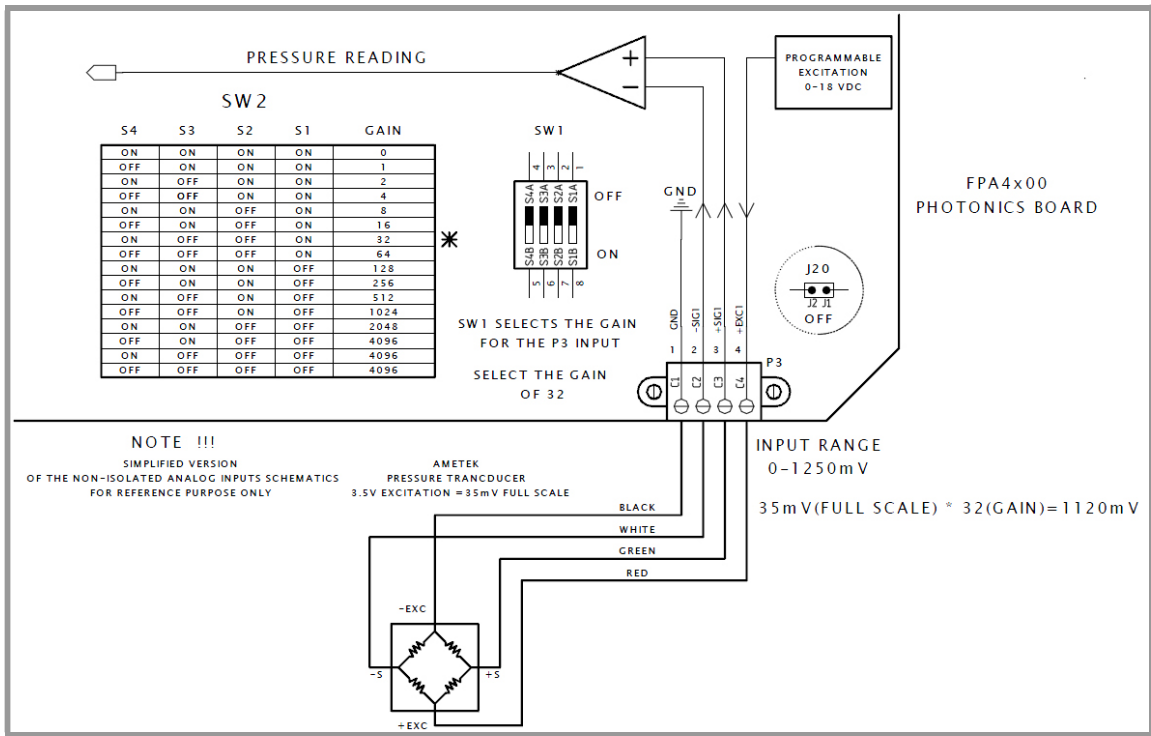 PRESSURE READING
PROGRAMMABLE
EXCITATION
0-18 VDC
SW2
S4 S3 S2 S1 GAIN
ON ON ON ON 0
OFF ON ON ON 1
ON OFF ON ON 2
OFF OFF ON ON 4
ON ON OFF ON 8
OFF ON OFF ON 16
ON OFF OFF ON 32
OFF OFF OFF ON 64
ON ON ON OFF 128
OFF ON ON OFF 256
ON OFF ON OFF 512
OFF OFF ON OFF 1024
ON ON OFF OFF 2048
OFF ON OFF OFF 4096
ON OFF OFF OFF 4096
OFF OFF OFF OFF 4096
SW1
4 3 2 1
S4A S3A S2A S1A
OFF
S4B S3B S2B S1B
ON
5 6 7 8
SW1 SELECTS THE GAIN
FOR THE P3 INPUT
SELECT THE GAIN
OF 32
GND
+
−
FPA4x00
PHOTONICS BOARD
J20
J2 J1
OFF
GND -SIG1 +SIG1 +EXC1
1 2 3 4
P3
C1 C2 C3 C4
NOTE !!!
SIMPLIFIED VERSION
OF THE NON-ISOLATED ANALOG INPUTS SCHEMATICS
FOR REFERENCE PURPOSE ONLY
AMETEK
PRESSURE TRANCDUCER
3.5V EXCITATION =35mV FULL SCALE
INPUT RANGE
0-1250mV
35mV(FULL SCALE) * 32(GAIN)=1120mV
BLACK
WHITE
GREEN
RED
-EXC
-S
+S
+EXC